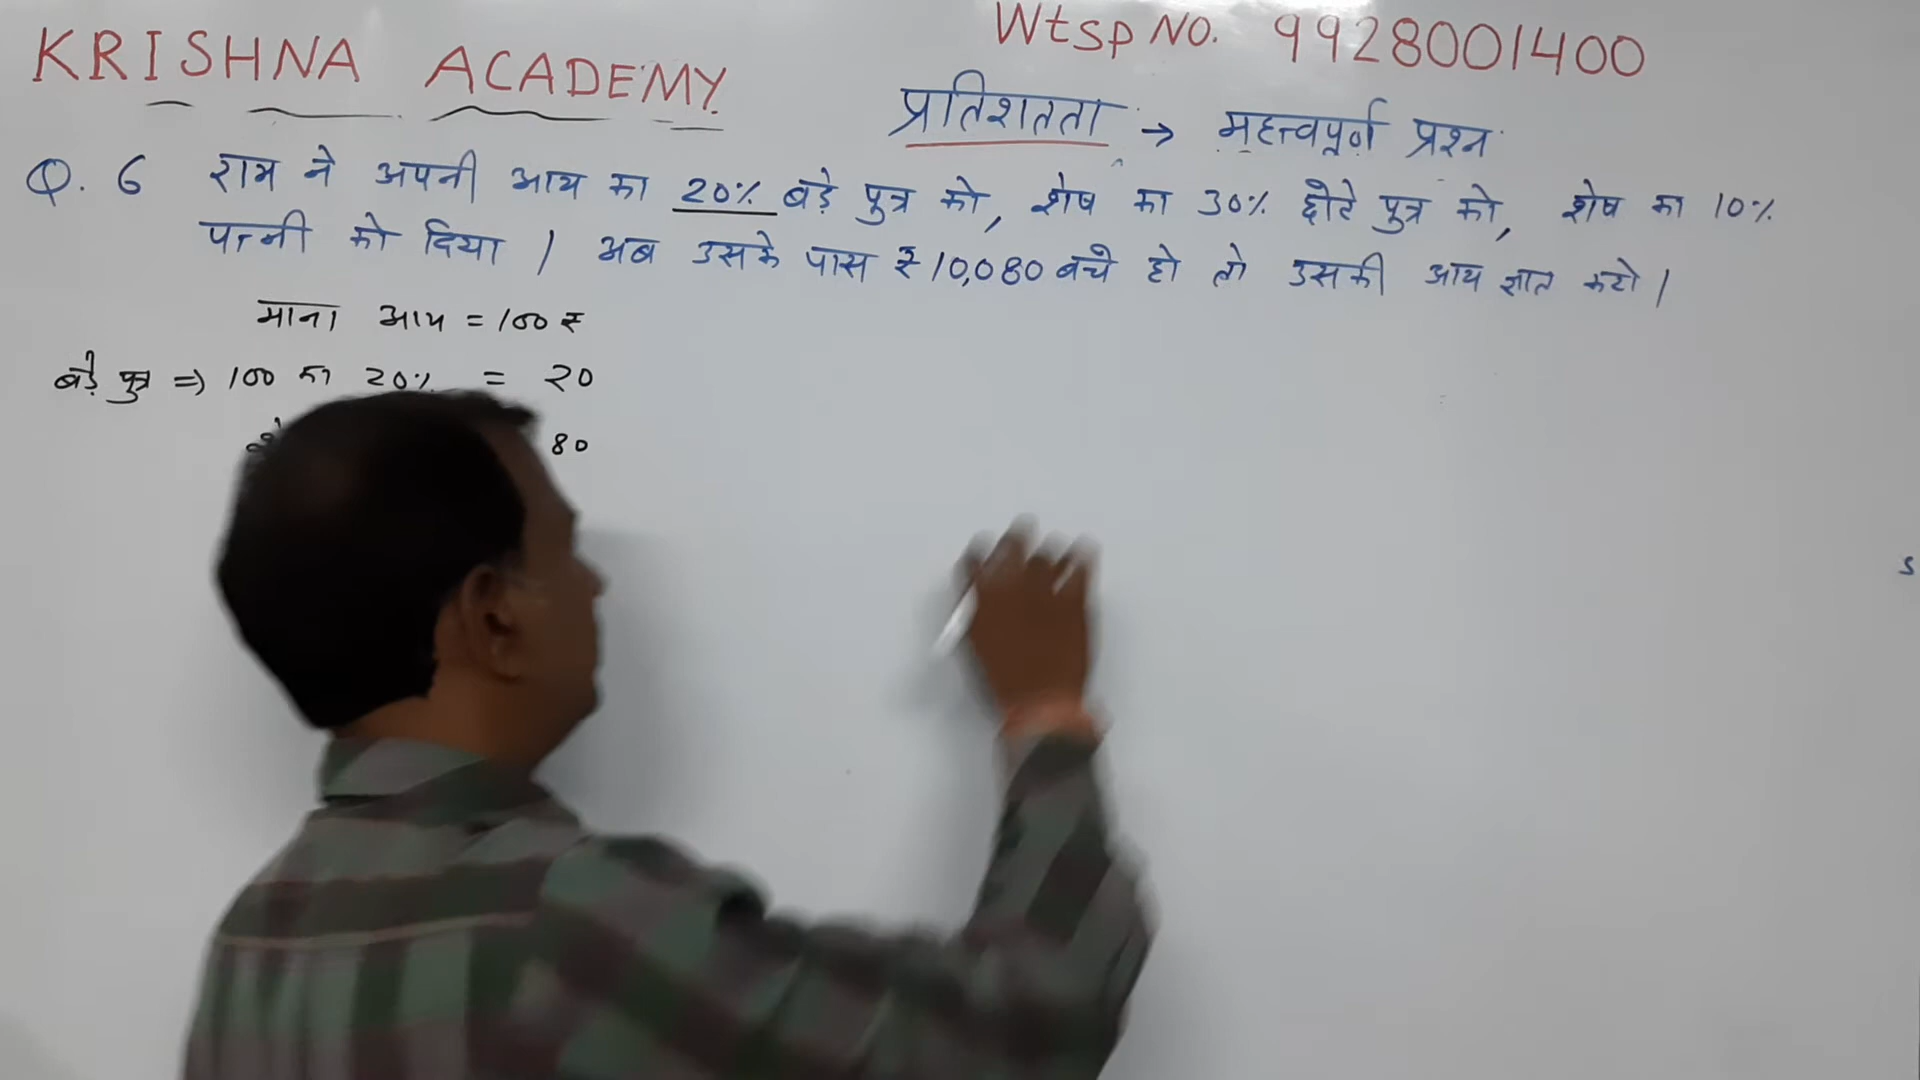 KRISHNA ACADEMY
Wtsp NO. 9928001400
प्रतिशतता → महत्त्वपूर्ण प्रश्न
Q. 6 राम ने अपनी आय का 20% बड़े पुत्र को, शेष का 30% छोटे पुत्र को, शेष का 10%
पत्नी को दिया | अब उसके पास ₹10,080 बचे हो तो उसकी आय ज्ञात करो |
माना आय = 100 ₹
बड़े पुत्र ⇒ 100 का 20% = 20
80